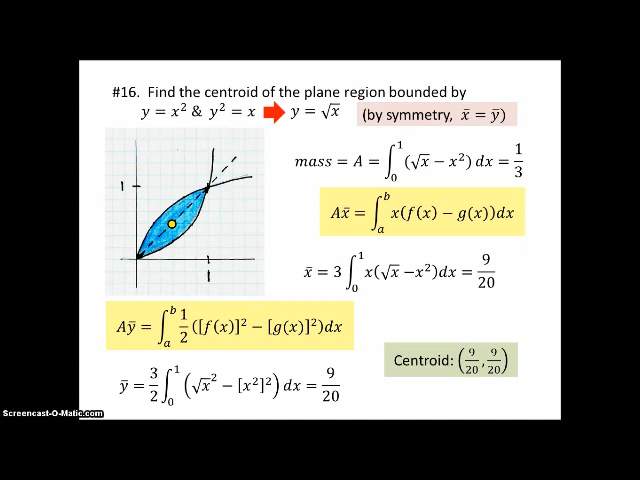 #16. Find the centroid of the plane region bounded by
y = x² & y² = x ➡ y = √x (by symmetry, x̄ = ȳ)
mass = A = ∫₀¹ (√x − x²) dx = 1/3
1
1
Ax̄ = ∫ₐᵇ x(f(x) − g(x))dx
x̄ = 3 ∫₀¹ x(√x − x²)dx = 9/20
Aȳ = ∫ₐᵇ 1/2 ([f(x)]² − [g(x)]²)dx
Centroid: (9/20, 9/20)
ȳ = 3/2 ∫₀¹ (√x² − [x²]²) dx = 9/20
Screencast-O-Matic.com